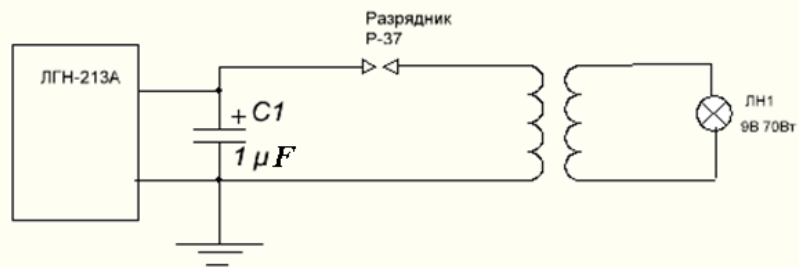 Разрядник
Р-37
ЛГН-213А
+ C1
1 μF
ЛН1
9В 70Вт